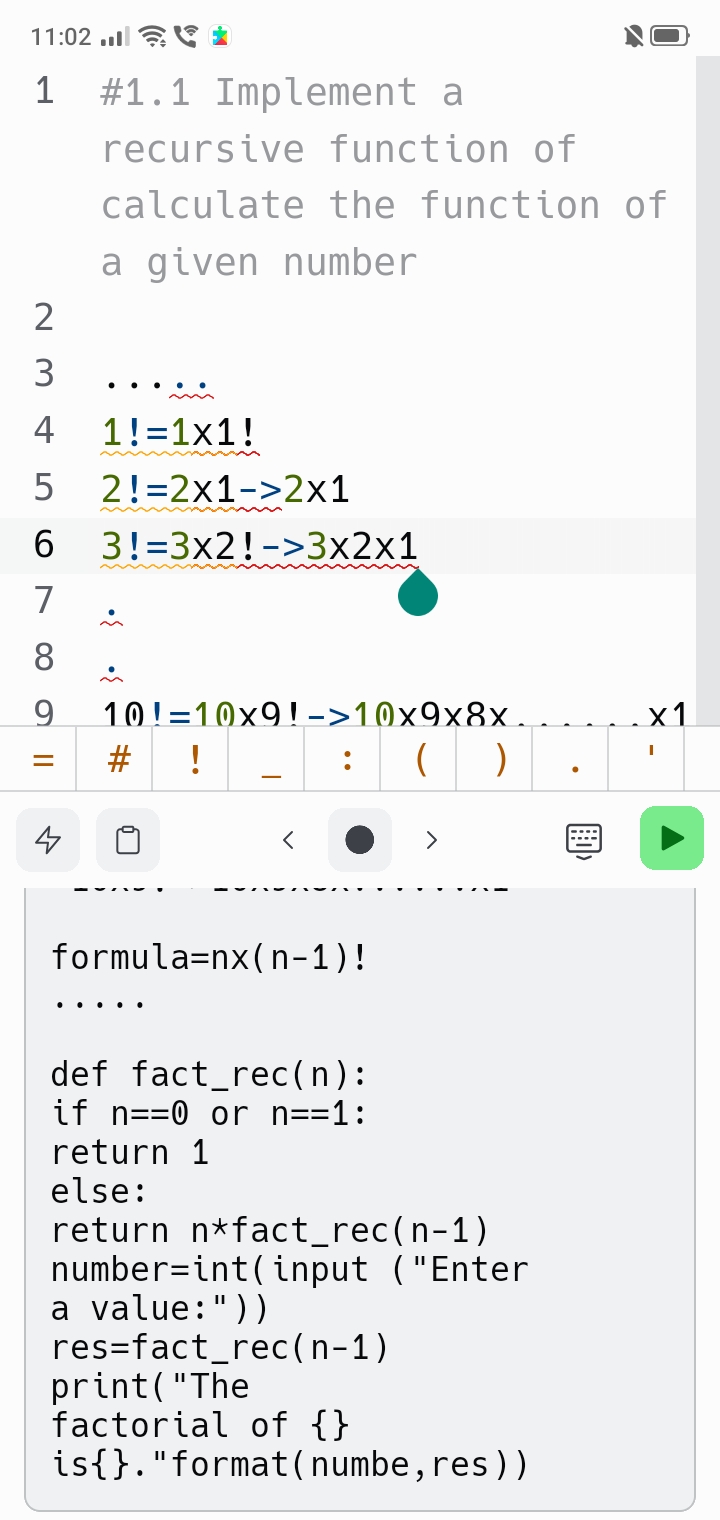 11:02
1 #1.1 Implement a
recursive function of
calculate the function of
a given number
2
3 .....
4 1!=1x1!
5 2!=2x1->2x1
6 3!=3x2!->3x2x1
7 .
8 .
9 10!=10x9!->10x9x8x......x1
= # ! _ : ( ) . '
formula=nx(n-1)!
.....
def fact_rec(n):
if n==0 or n==1:
return 1
else:
return n*fact_rec(n-1)
number=int(input ("Enter
a value:"))
res=fact_rec(n-1)
print("The
factorial of {}
is{}."format(numbe,res))